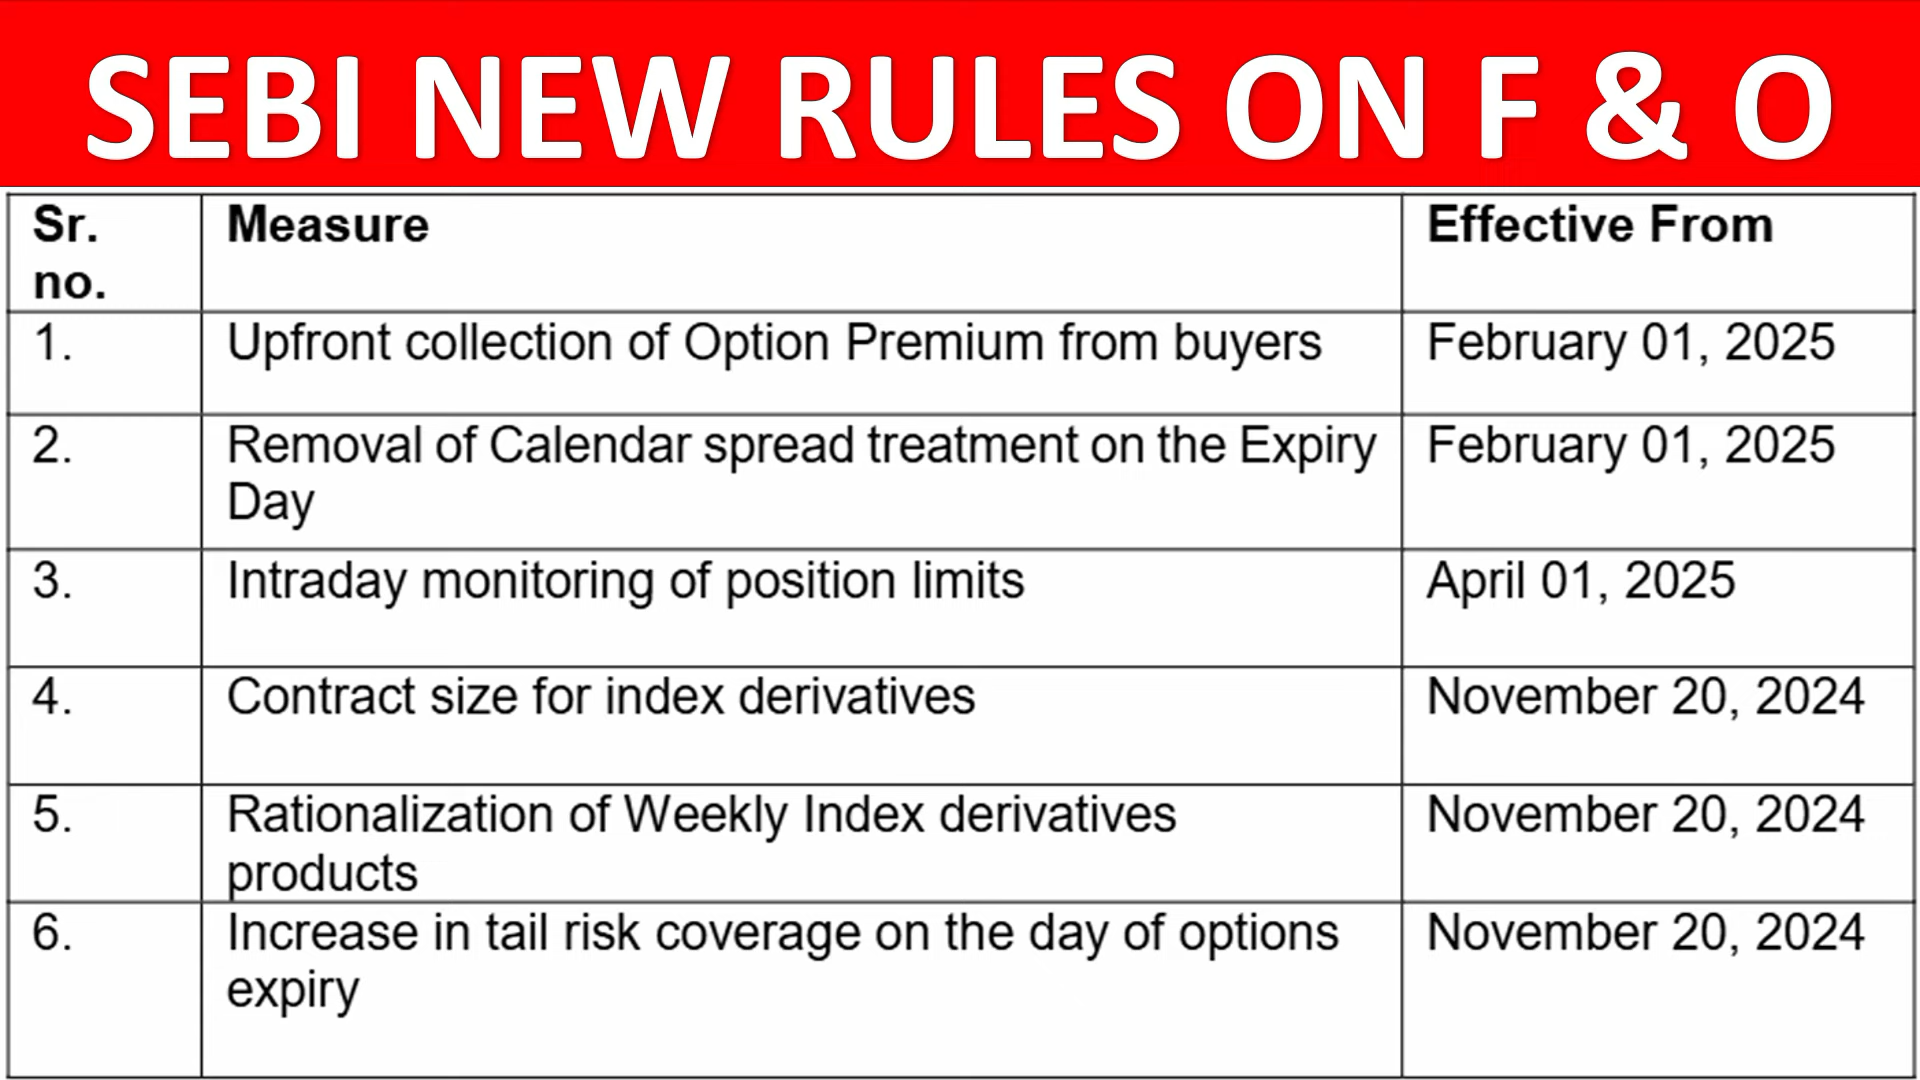 SEBI NEW RULES ON F & O
Sr. no. Measure Effective From
1. Upfront collection of Option Premium from buyers February 01, 2025
2. Removal of Calendar spread treatment on the Expiry Day February 01, 2025
3. Intraday monitoring of position limits April 01, 2025
4. Contract size for index derivatives November 20, 2024
5. Rationalization of Weekly Index derivatives products November 20, 2024
6. Increase in tail risk coverage on the day of options expiry November 20, 2024